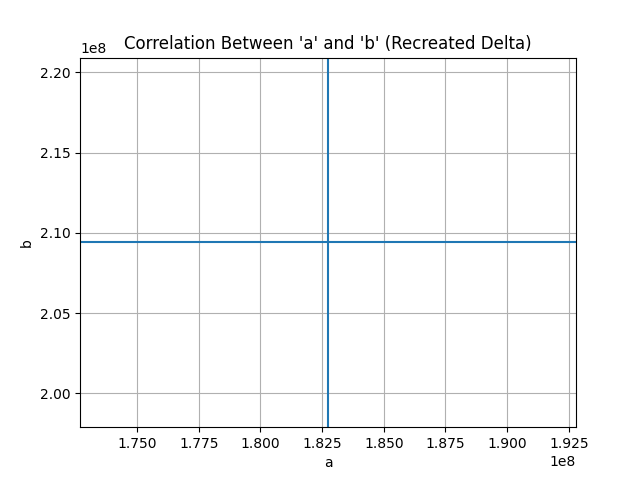 Correlation Between 'a' and 'b' (Recreated Delta)
1e8
2.20
2.15
2.10
2.05
2.00
b
1.750 1.775 1.800 1.825 1.850 1.875 1.900 1.925
a
1e8